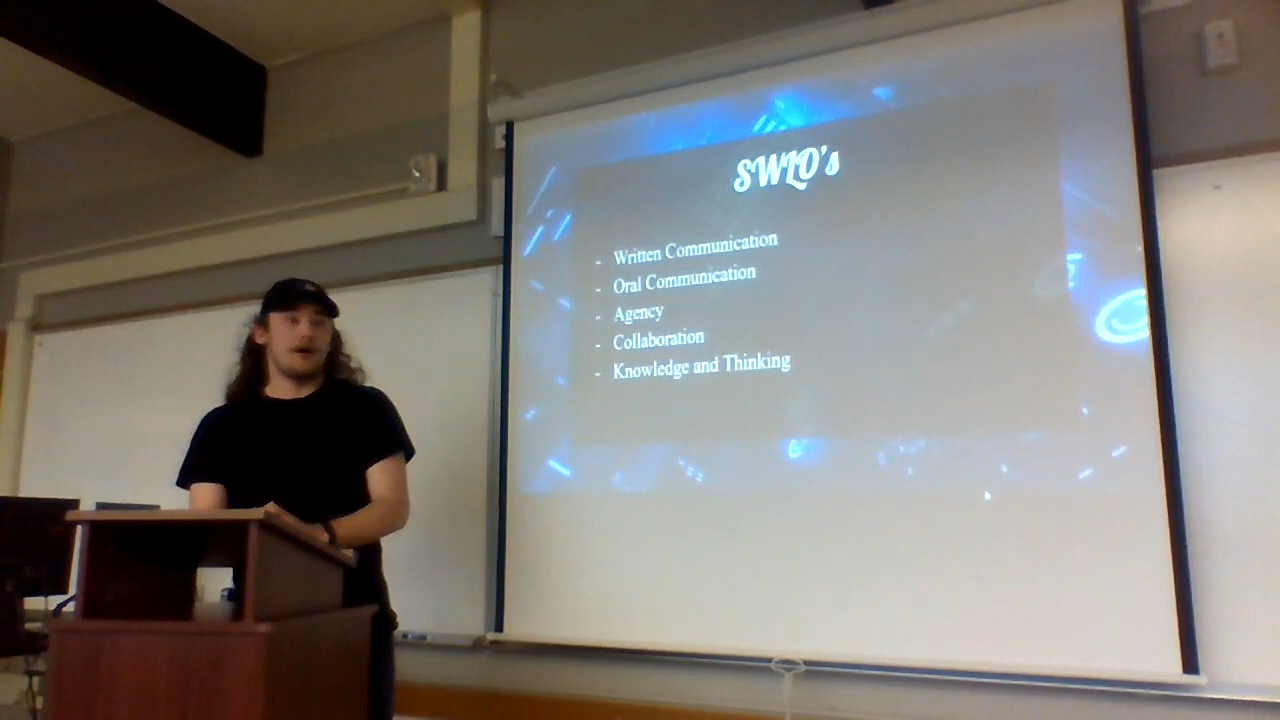 SWLO's
- Written Communication
- Oral Communication
- Agency
- Collaboration
- Knowledge and Thinking